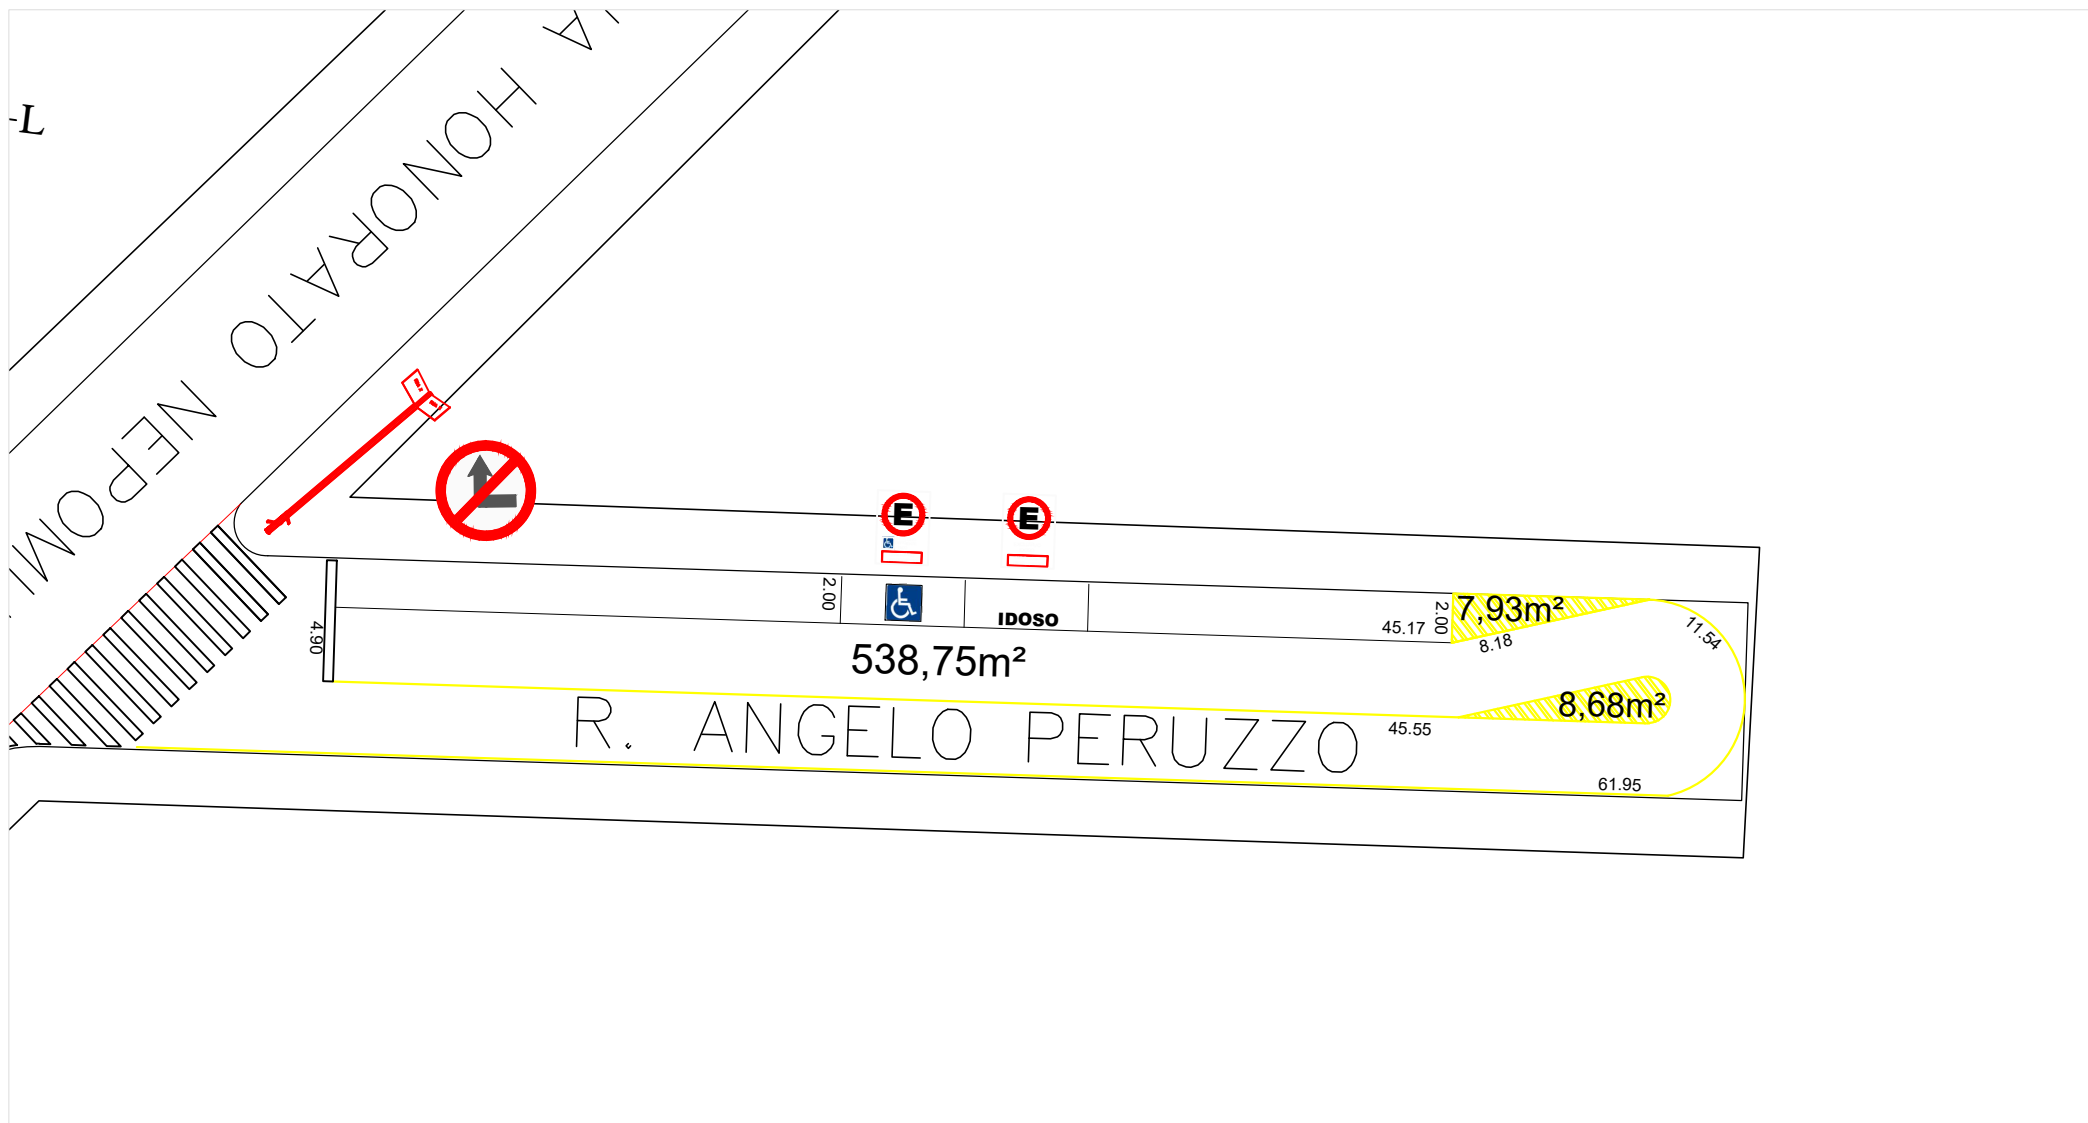 -L
A HONORATO NEPOM
E
E
2.00
IDOSO
2.00
7,93m²
45.17
8.18
11.54
4.90
538,75m²
8,68m²
R. ANGELO PERUZZO
45.55
61.95